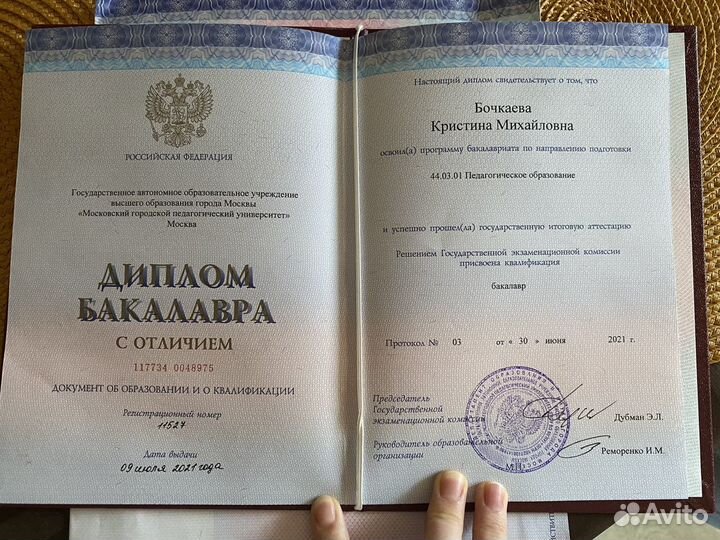 РОССИЙСКАЯ ФЕДЕРАЦИЯ
Государственное автономное образовательное учреждение
высшего образования города Москвы
«Московский городской педагогический университет»
Москва
ДИПЛОМ
БАКАЛАВРА
С ОТЛИЧИЕМ
117734 0048975
ДОКУМЕНТ ОБ ОБРАЗОВАНИИ И О КВАЛИФИКАЦИИ
Регистрационный номер
11527
Дата выдачи
09 июля 2021 года
Настоящий диплом свидетельствует о том, что
Бочкаева
Кристина Михайловна
освоил(а) программу бакалавриата по направлению подготовки
44.03.01 Педагогическое образование
и успешно прошел(ла) государственную итоговую аттестацию
Решением Государственной экзаменационной комиссии
присвоена квалификация
бакалавр
Протокол № 03 от « 30 » июня 2021 г.
Председатель
Государственной
экзаменационной комиссии
Дубман Э.Л.
Руководитель образовательной
организации
Реморенко И.М.
М.П.
Avito